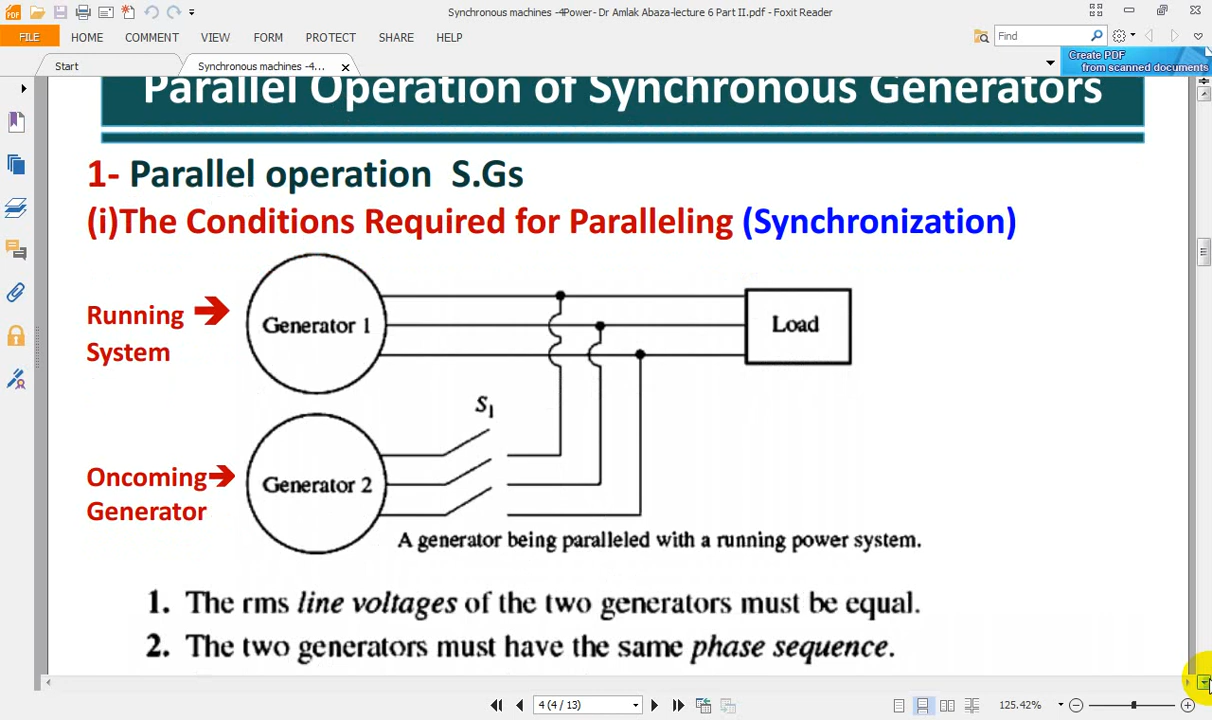 Synchronous machines -4Power- Dr Amlak Abaza-lecture 6 Part II.pdf - Foxit Reader
FILE HOME COMMENT VIEW FORM PROTECT SHARE HELP
Find
Start
Synchronous machines -4...
Create PDF
from scanned documents
Parallel Operation of Synchronous Generators
1- Parallel operation S.Gs
(i)The Conditions Required for Paralleling (Synchronization)
Running
System
Generator 1
Load
S1
Oncoming
Generator
Generator 2
A generator being paralleled with a running power system.
1. The rms line voltages of the two generators must be equal.
2. The two generators must have the same phase sequence.
4 (4 / 13)
125.42%